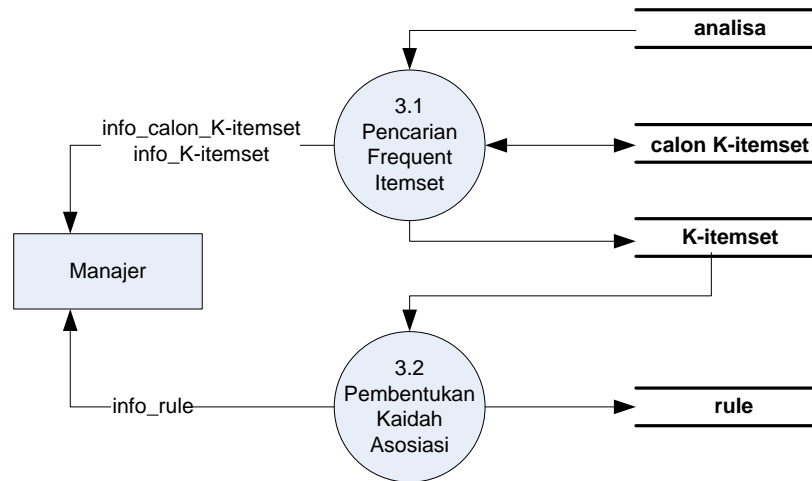 analisa
3.1
Pencarian
Frequent
Itemset
info_calon_K-itemset
info_K-itemset
calon K-itemset
K-itemset
Manajer
3.2
Pembentukan
Kaidah
Asosiasi
info_rule
rule